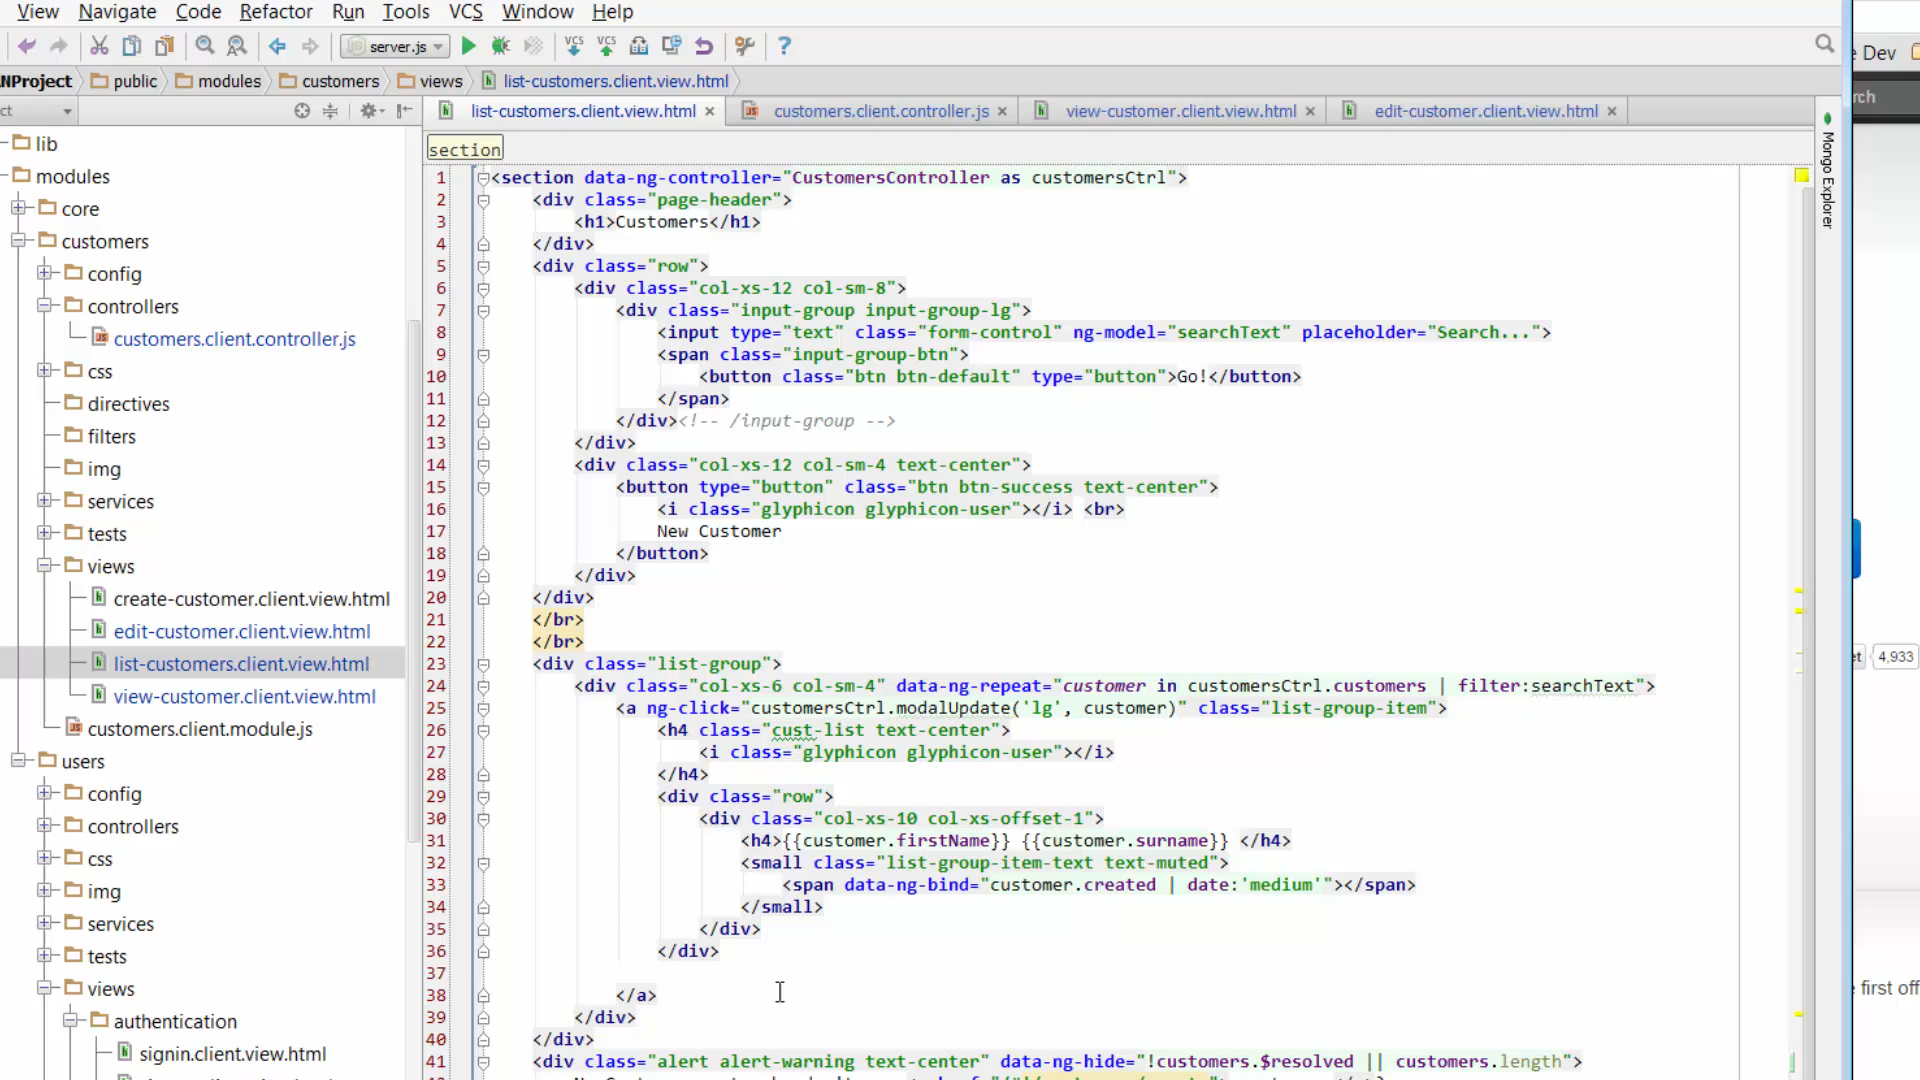 View Navigate Code Refactor Run Tools VCS Window Help
server.js VCS VCS ?
NProject public modules customers views list-customers.client.view.html
list-customers.client.view.html customers.client.controller.js view-customer.client.view.html edit-customer.client.view.html
section
lib
modules
core
customers
config
controllers
customers.client.controller.js
css
directives
filters
img
services
tests
views
create-customer.client.view.html
edit-customer.client.view.html
list-customers.client.view.html
view-customer.client.view.html
customers.client.module.js
users
config
controllers
css
img
services
tests
views
authentication
signin.client.view.html
1 <section data-ng-controller="CustomersController as customersCtrl">
2 <div class="page-header">
3 <h1>Customers</h1>
4 </div>
5 <div class="row">
6 <div class="col-xs-12 col-sm-8">
7 <div class="input-group input-group-lg">
8 <input type="text" class="form-control" ng-model="searchText" placeholder="Search...">
9 <span class="input-group-btn">
10 <button class="btn btn-default" type="button">Go!</button>
11 </span>
12 </div><!-- /input-group -->
13 </div>
14 <div class="col-xs-12 col-sm-4 text-center">
15 <button type="button" class="btn btn-success text-center">
16 <i class="glyphicon glyphicon-user"></i> <br>
17 New Customer
18 </button>
19 </div>
20 </div>
21 </br>
22 </br>
23 <div class="list-group">
24 <div class="col-xs-6 col-sm-4" data-ng-repeat="customer in customersCtrl.customers | filter:searchText">
25 <a ng-click="customersCtrl.modalUpdate('lg', customer)" class="list-group-item">
26 <h4 class="cust-list text-center">
27 <i class="glyphicon glyphicon-user"></i>
28 </h4>
29 <div class="row">
30 <div class="col-xs-10 col-xs-offset-1">
31 <h4>{{customer.firstName}} {{customer.surname}} </h4>
32 <small class="list-group-item-text text-muted">
33 <span data-ng-bind="customer.created | date:'medium'"></span>
34 </small>
35 </div>
36 </div>
37
38 </a>
39 </div>
40 </div>
41 <div class="alert alert-warning text-center" data-ng-hide="!customers.$resolved || customers.length">
Mongo Explorer
e Dev
rch
et 4,933
first off